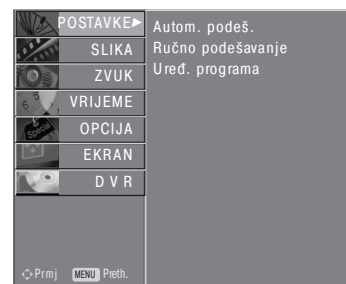 POSTAVKE►
SLIKA
ZVUK
VRIJEME
OPCIJA
EKRAN
D V R
Autom. podeš.
Ručno podešavanje
Uređ. programa
Prmj MENU Preth.